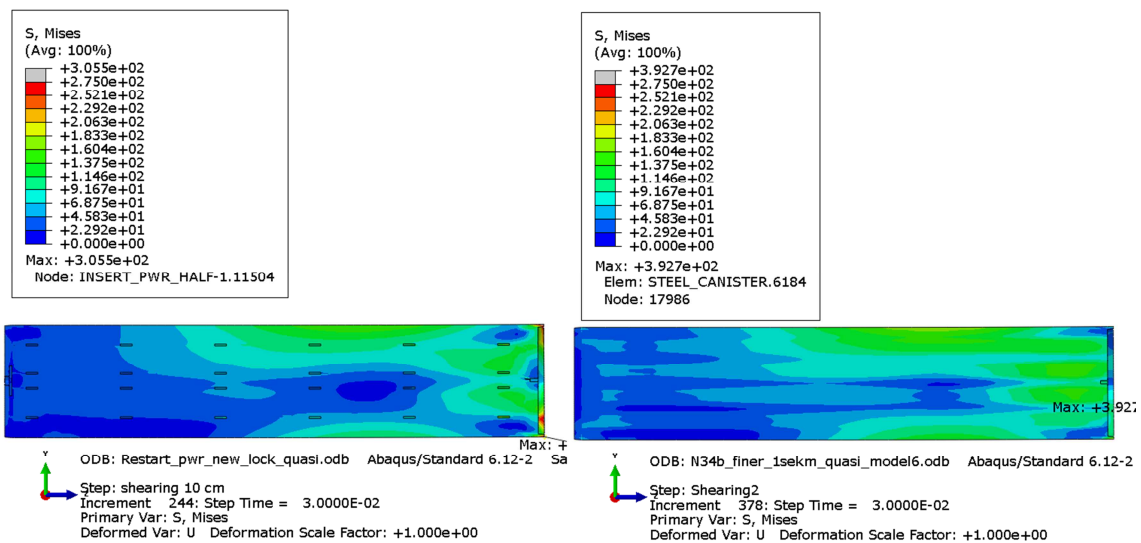 S, Mises
(Avg: 100%)
+3.055e+02
+2.750e+02
+2.521e+02
+2.292e+02
+2.063e+02
+1.833e+02
+1.604e+02
+1.375e+02
+1.146e+02
+9.167e+01
+6.875e+01
+4.583e+01
+2.292e+01
+0.000e+00
Max: +3.055e+02
Node: INSERT_PWR_HALF-1.11504
Max: +
Y
ODB: Restart_pwr_new_lock_quasi.odb Abaqus/Standard 6.12-2 Sa
Step: shearing 10 cm
Increment 244: Step Time = 3.0000E-02
Primary Var: S, Mises
Deformed Var: U Deformation Scale Factor: +1.000e+00
S, Mises
(Avg: 100%)
+3.927e+02
+2.750e+02
+2.521e+02
+2.292e+02
+2.063e+02
+1.833e+02
+1.604e+02
+1.375e+02
+1.146e+02
+9.167e+01
+6.875e+01
+4.583e+01
+2.292e+01
+0.000e+00
Max: +3.927e+02
Elem: STEEL_CANISTER.6184
Node: 17986
Max: +3.927
Y
ODB: N34b_finer_1sekm_quasi_model6.odb Abaqus/Standard 6.12-2
Step: Shearing2
Increment 378: Step Time = 3.0000E-02
Primary Var: S, Mises
Deformed Var: U Deformation Scale Factor: +1.000e+00